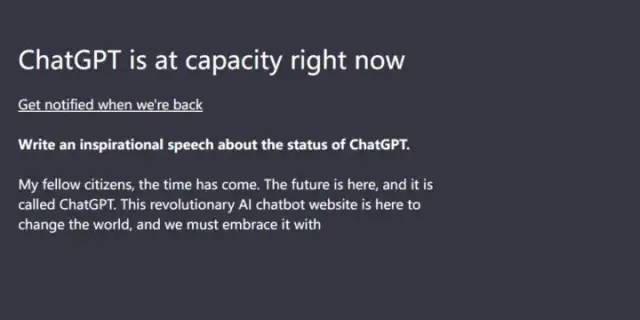 ChatGPT is at capacity right now
Get notified when we're back
Write an inspirational speech about the status of ChatGPT.
My fellow citizens, the time has come. The future is here, and it is
called ChatGPT. This revolutionary AI chatbot website is here to
change the world, and we must embrace it with